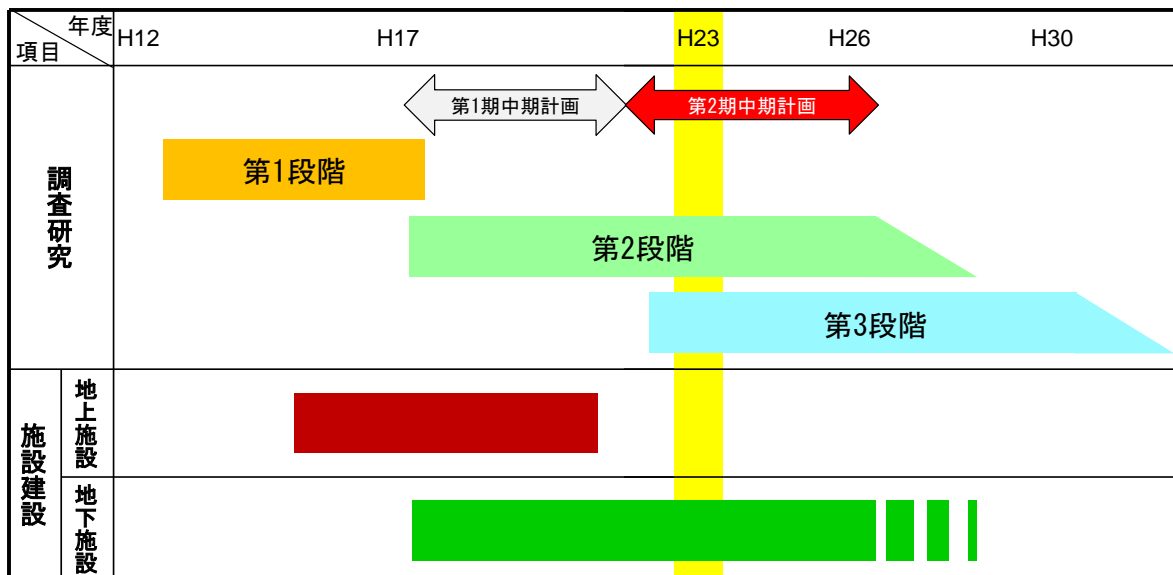 年度
項目
H12
H17
H23
H26
H30
第1期中期計画
第2期中期計画
調査研究
第1段階
第2段階
第3段階
施設建設
地上施設
地下施設